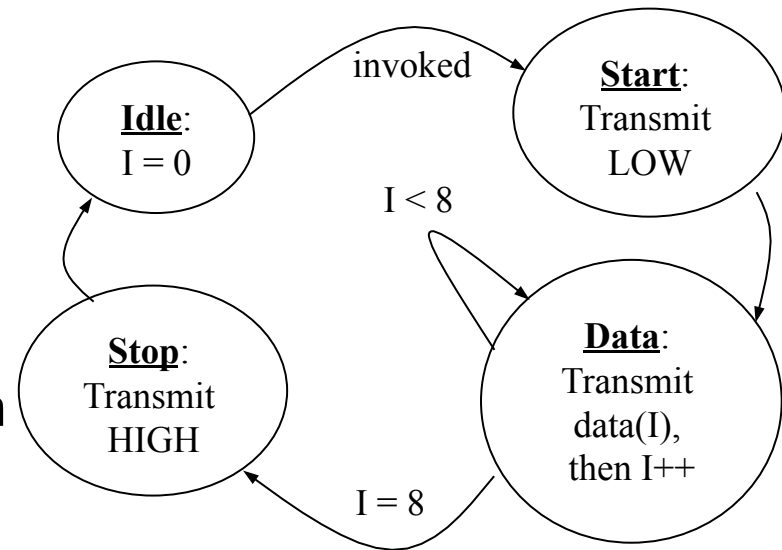 invoked
Idle:
I = 0
Start:
Transmit
LOW
I < 8
Data:
Transmit
data(I),
then I++
Stop:
Transmit
HIGH
I = 8